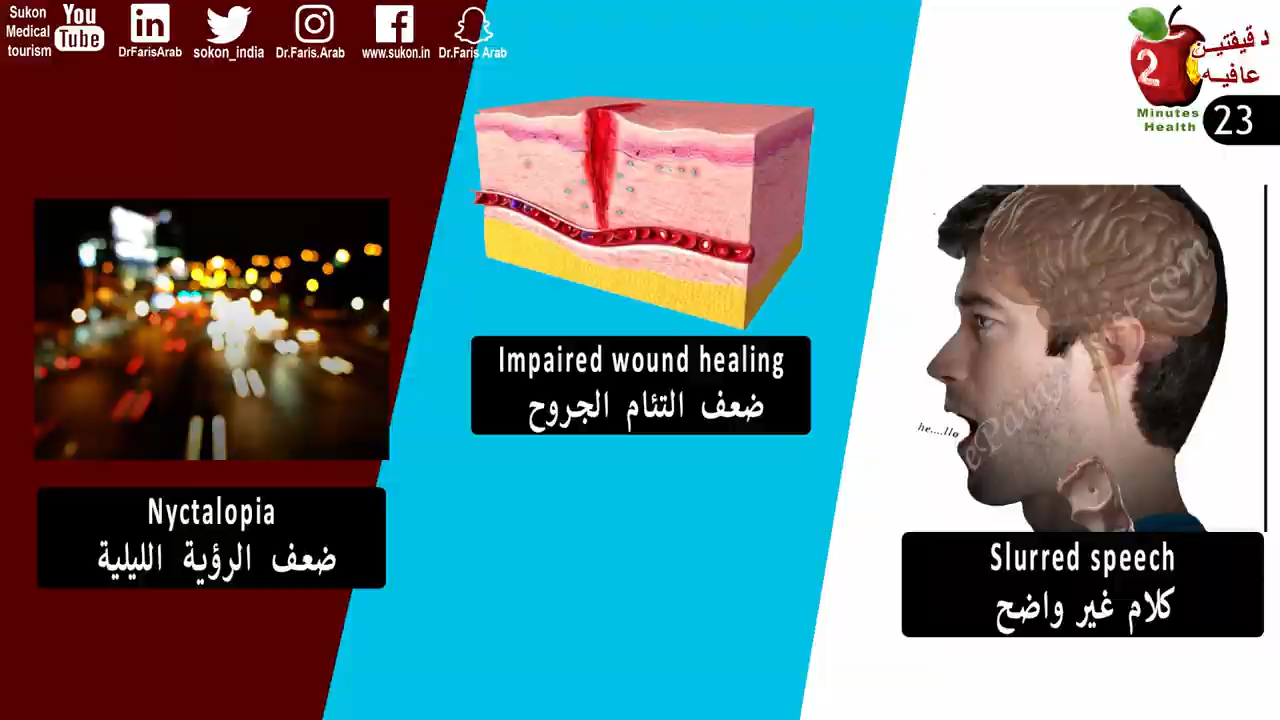 Sukon
Medical
tourism
You
Tube
in
DrFarisArab
sokon_india
Dr.Faris.Arab
www.sukon.in
Dr.Faris Arab
2
دقيقتين
عافيه
Minutes
Health
23
Nyctalopia
ضعف الرؤية الليلية
Impaired wound healing
ضعف التئام الجروح
he....llo
Slurred speech
كلام غير واضح